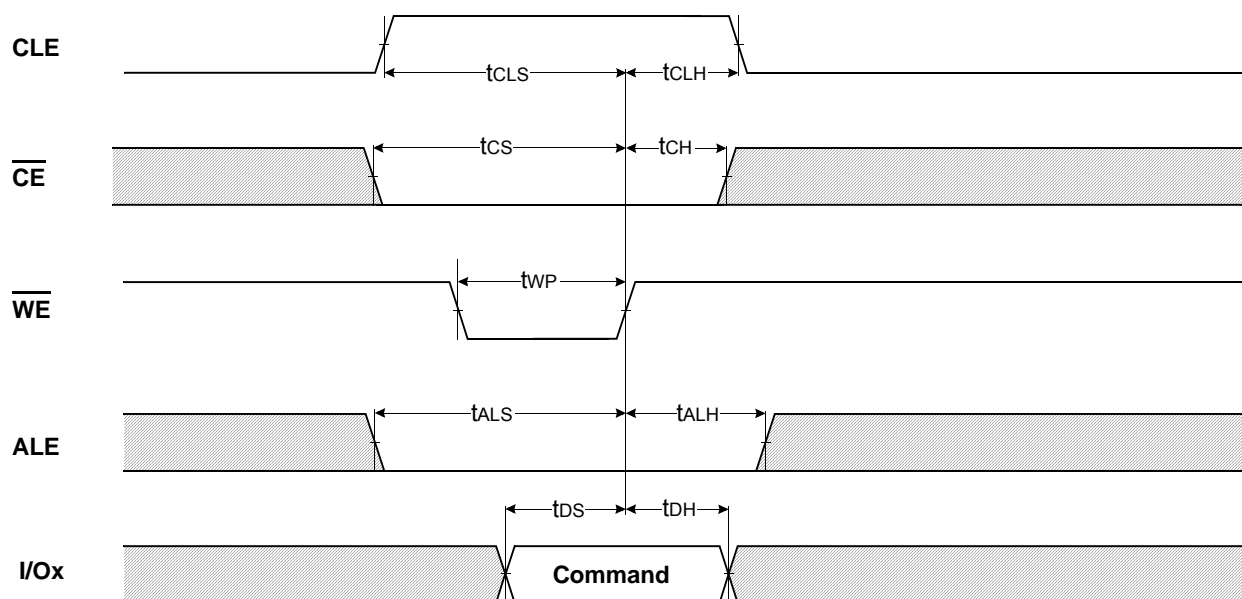 CLE
tCLS
tCLH
CE
tCS
tCH
WE
tWP
ALE
tALS
tALH
I/Ox
tDS
tDH
Command